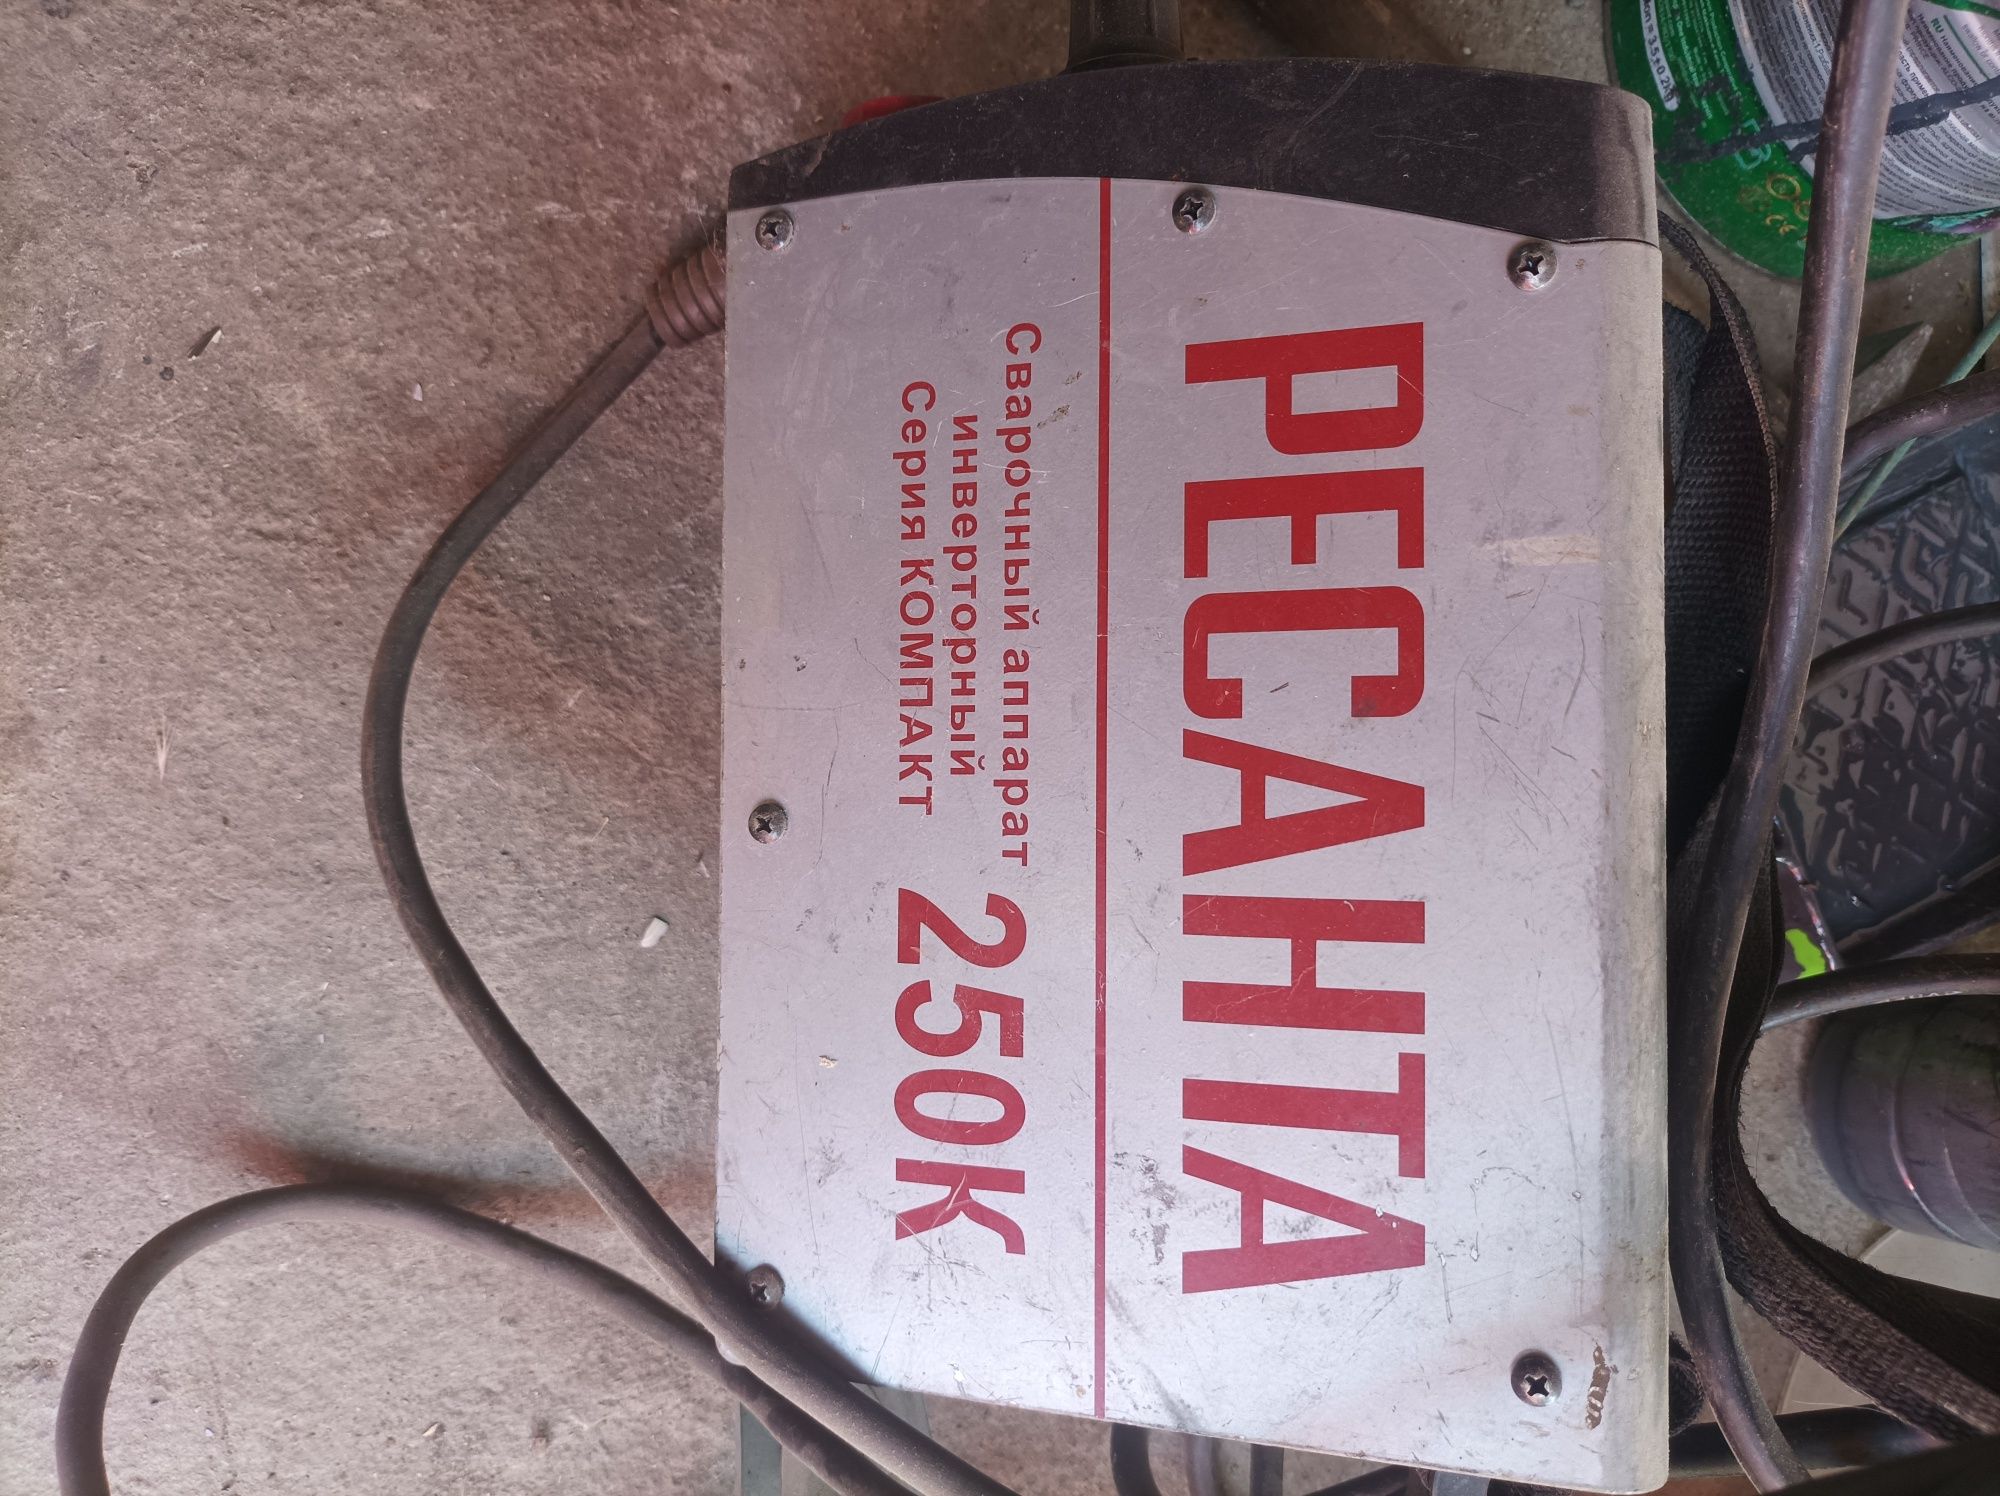 РЕСАНТА
Сварочный аппарат
инверторный
Серия КОМПАКТ
250К